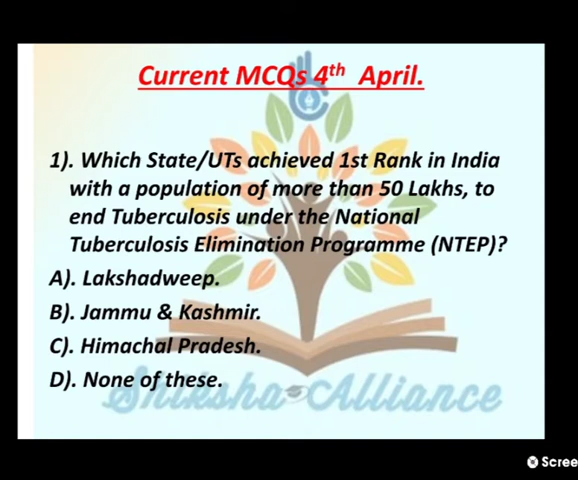 Current MCQs 4th April.
1). Which State/UTs achieved 1st Rank in India
with a population of more than 50 Lakhs, to
end Tuberculosis under the National
Tuberculosis Elimination Programme (NTEP)?
A). Lakshadweep.
B). Jammu & Kashmir.
C). Himachal Pradesh.
D). None of these.
Shiksha Alliance
Scree